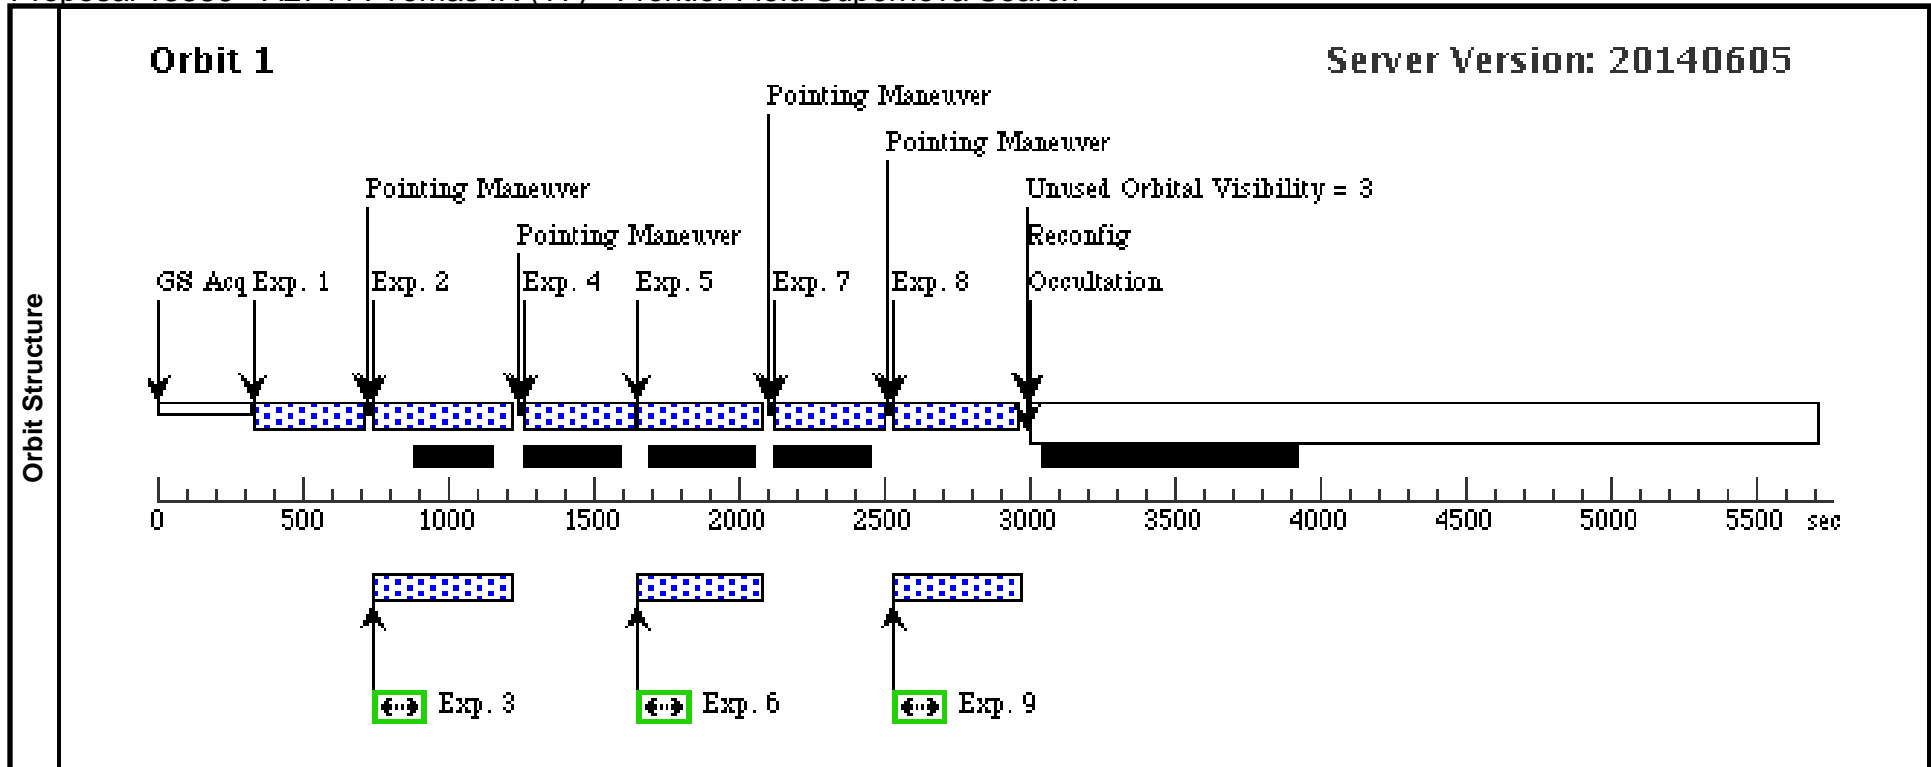 Orbit 1
Server Version: 20140605
Pointing Maneuver
Pointing Maneuver
Pointing Maneuver
Unused Orbital Visibility = 3
Pointing Maneuver
Reconfig
GS Acq
Exp. 1
Exp. 2
Exp. 4
Exp. 5
Exp. 7
Exp. 8
Occultation
Orbit Structure
0 500 1000 1500 2000 2500 3000 3500 4000 4500 5000 5500 sec
Exp. 3
Exp. 6
Exp. 9